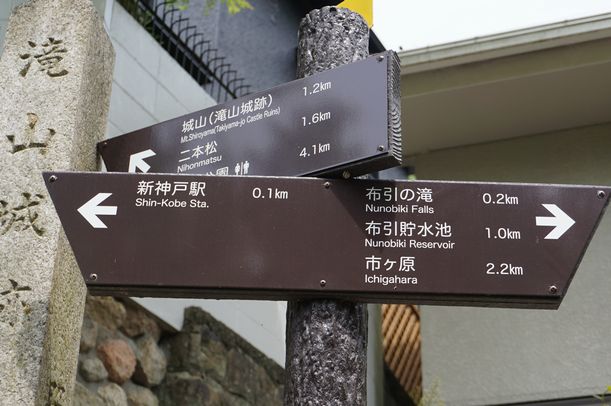 滝山城跡
城山(滝山城跡) 1.2km
Mt.Shiroyama(Takiyama-jo Castle Ruins)
二本松 1.6km
Nihonmatsu
公園 4.1km
新神戸駅 0.1km
Shin-Kobe Sta.
布引の滝 0.2km
Nunobiki Falls
布引貯水池 1.0km
Nunobiki Reservoir
市ヶ原 2.2km
Ichigahara